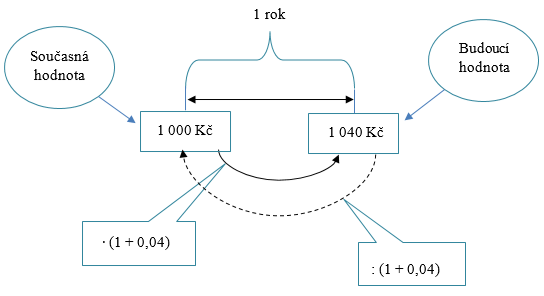 1 rok
Současná
hodnota
Budoucí
hodnota
1 000 Kč
1 040 Kč
· (1 + 0,04)
: (1 + 0,04)